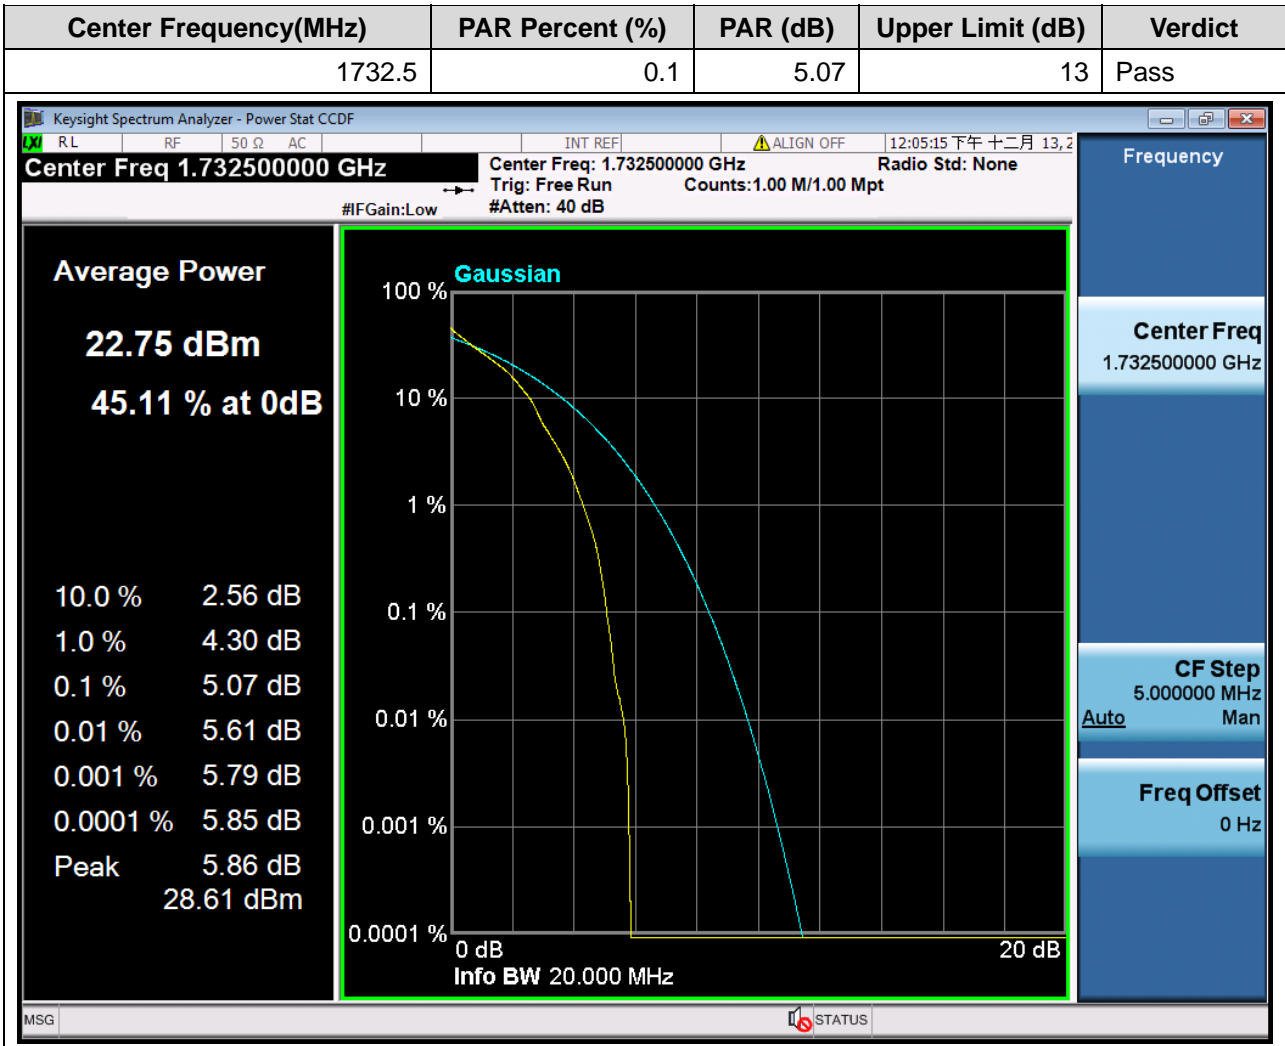 Center Frequency(MHz) PAR Percent (%) PAR (dB) Upper Limit (dB) Verdict
1732.5 0.1 5.07 13 Pass
Keysight Spectrum Analyzer - Power Stat CCDF
LXI RL RF 50 Ω AC INT REF ALIGN OFF 12:05:15 下午 十二月 13, 2
Center Freq 1.732500000 GHz
Center Freq: 1.732500000 GHz Radio Std: None
Trig: Free Run Counts:1.00 M/1.00 Mpt
#IFGain:Low #Atten: 40 dB
Average Power
22.75 dBm
45.11 % at 0dB
10.0 % 2.56 dB
1.0 % 4.30 dB
0.1 % 5.07 dB
0.01 % 5.61 dB
0.001 % 5.79 dB
0.0001 % 5.85 dB
Peak 5.86 dB
28.61 dBm
Gaussian
100 %
10 %
1 %
0.1 %
0.01 %
0.001 %
0.0001 %
0 dB 20 dB
Info BW 20.000 MHz
Frequency
Center Freq
1.732500000 GHz
CF Step
5.000000 MHz
Auto Man
Freq Offset
0 Hz
MSG STATUS